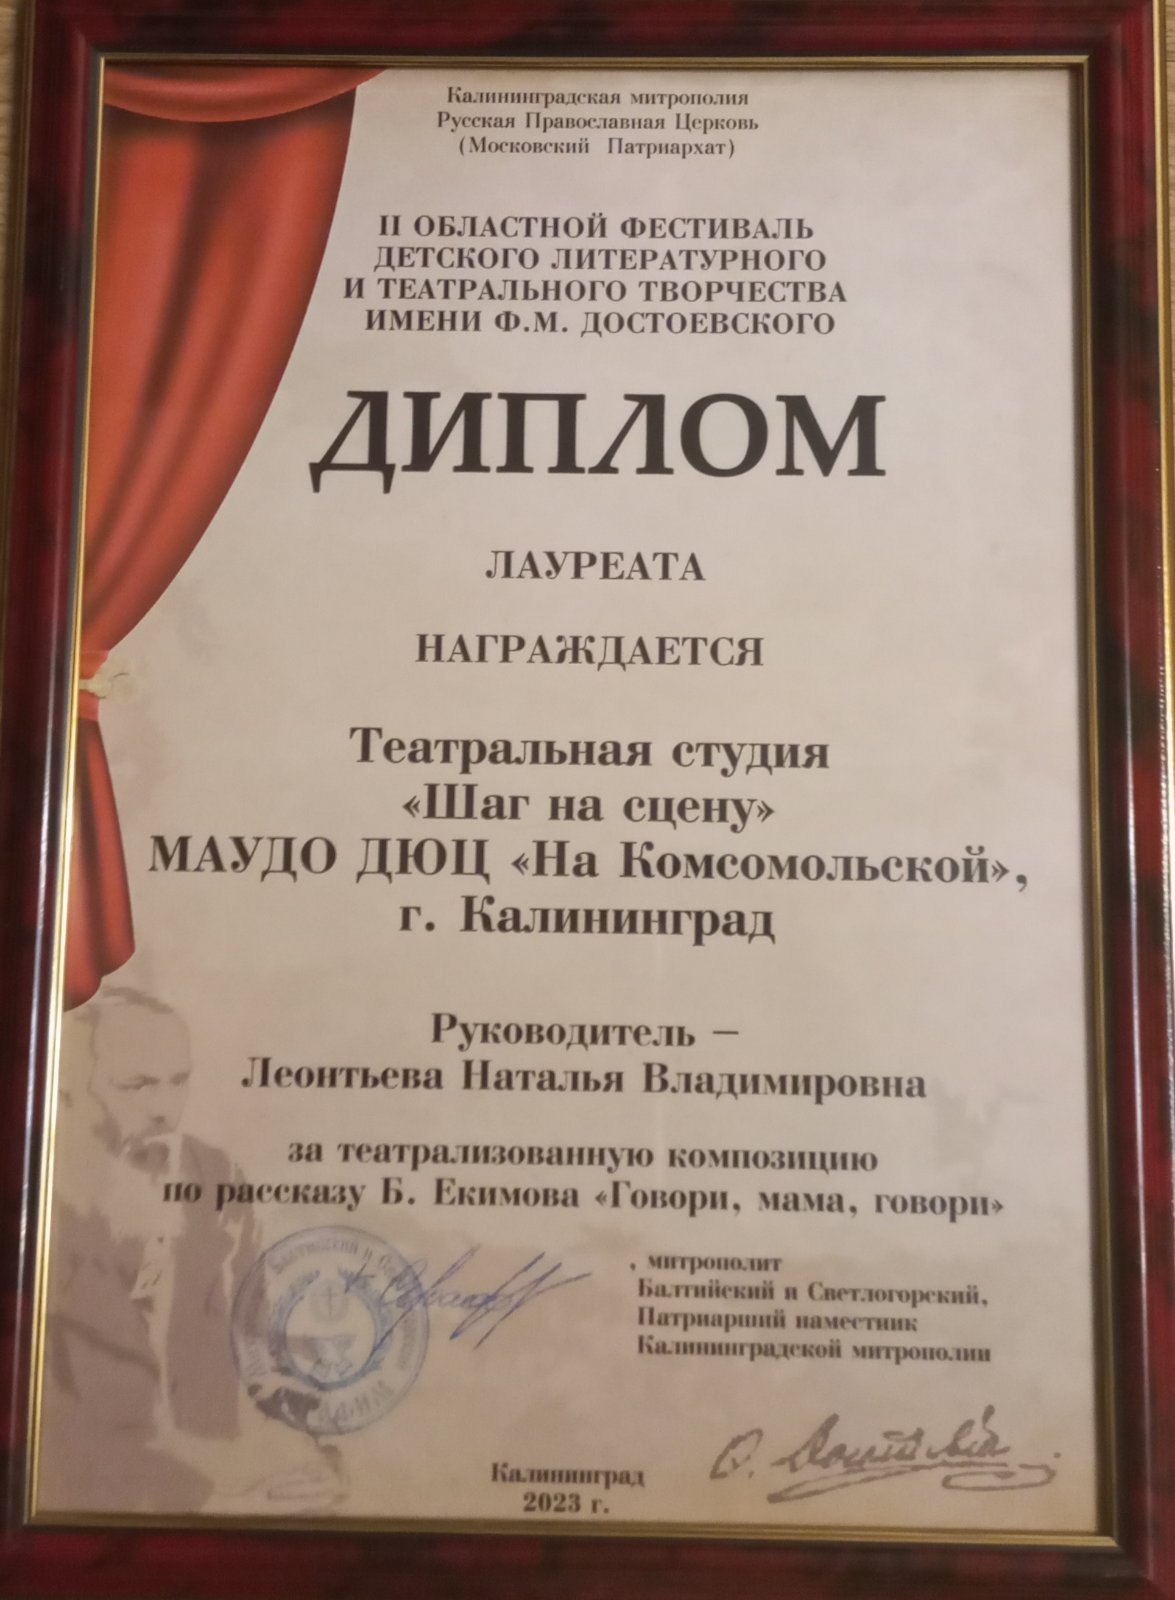 Калининградская митрополия
Русская Православная Церковь
(Московский Патриархат)
II ОБЛАСТНОЙ ФЕСТИВАЛЬ
ДЕТСКОГО ЛИТЕРАТУРНОГО
И ТЕАТРАЛЬНОГО ТВОРЧЕСТВА
ИМЕНИ Ф.М. ДОСТОЕВСКОГО
ДИПЛОМ
ЛАУРЕАТА
НАГРАЖДАЕТСЯ
Театральная студия
«Шаг на сцену»
МАУДО ДЮЦ «На Комсомольской»,
г. Калининград
Руководитель –
Леонтьева Наталья Владимировна
за театрализованную композицию
по рассказу Б. Екимова «Говори, мама, говори»
, митрополит
Балтийский и Светлогорский,
Патриарший наместник
Калининградской митрополии
Калининград
2023 г.